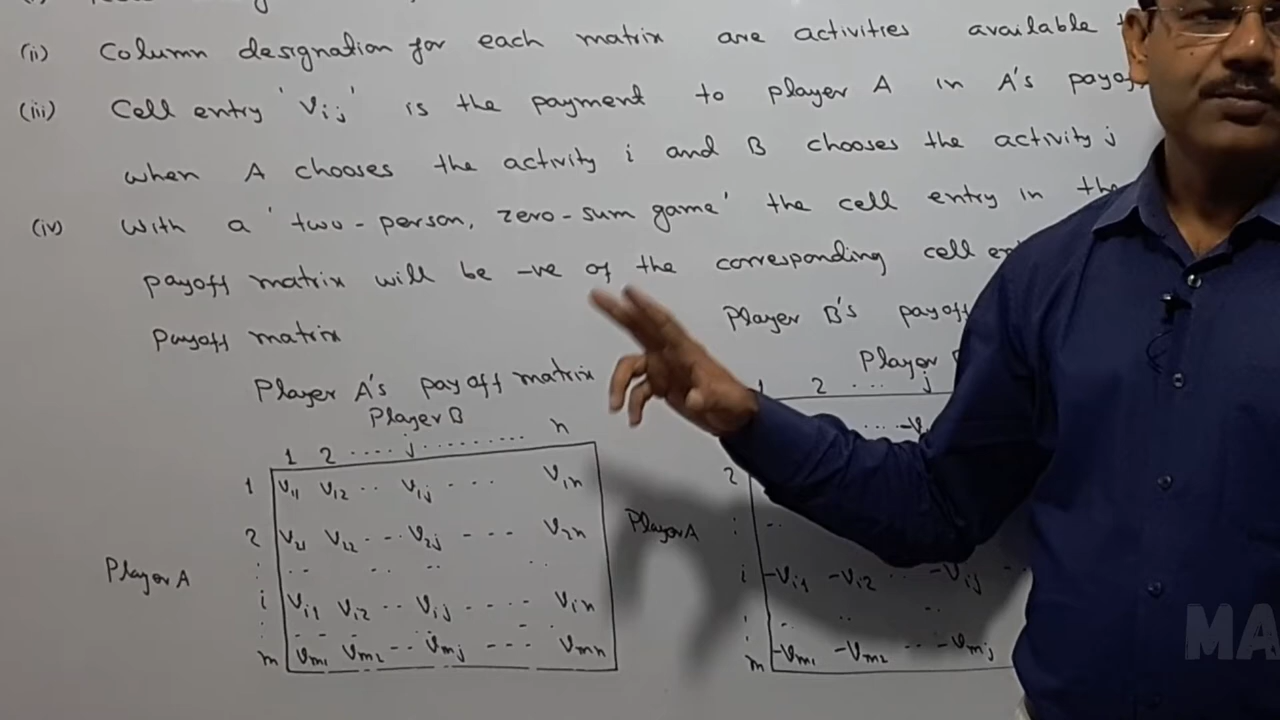 (ii) Column designation for each matrix are activities available
(iii) Cell entry 'Vij' is the payment to player A in A's payoff
when A chooses the activity i and B chooses the activity j
(iv) With a 'two-person, zero-sum game' the cell entry in the
payoff matrix will be -ve of the corresponding cell
payoff matrix
Player A's payoff matrix
Player B
1 2 .... j .......... n
1 V11 V12 .. V1j ... V1n
2 V21 V22 ... V2j ... V2n
: .. .. .. ..
Player A
i Vi1 Vi2 .. Vij .... Vin
: .. .. .. ..
m Vm1 Vm2 .. Vmj ... Vmn
Player B's payoff
Player
1 2 ... j
... -V
2
Player A
: ..
i -Vi1 -Vi2 .. -Vij ..
: .. .. ..
m -Vm1 -Vm2 ... -Vmj
MA